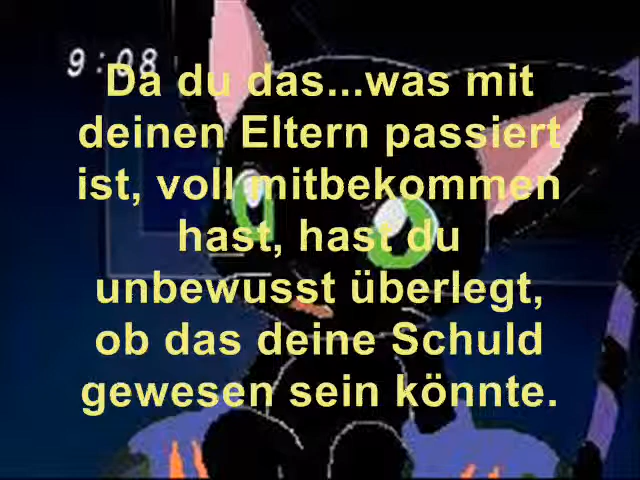 9:08
Da du das...was mit
deinen Eltern passiert
ist, voll mitbekommen
hast, hast du
unbewusst überlegt,
ob das deine Schuld
gewesen sein könnte.